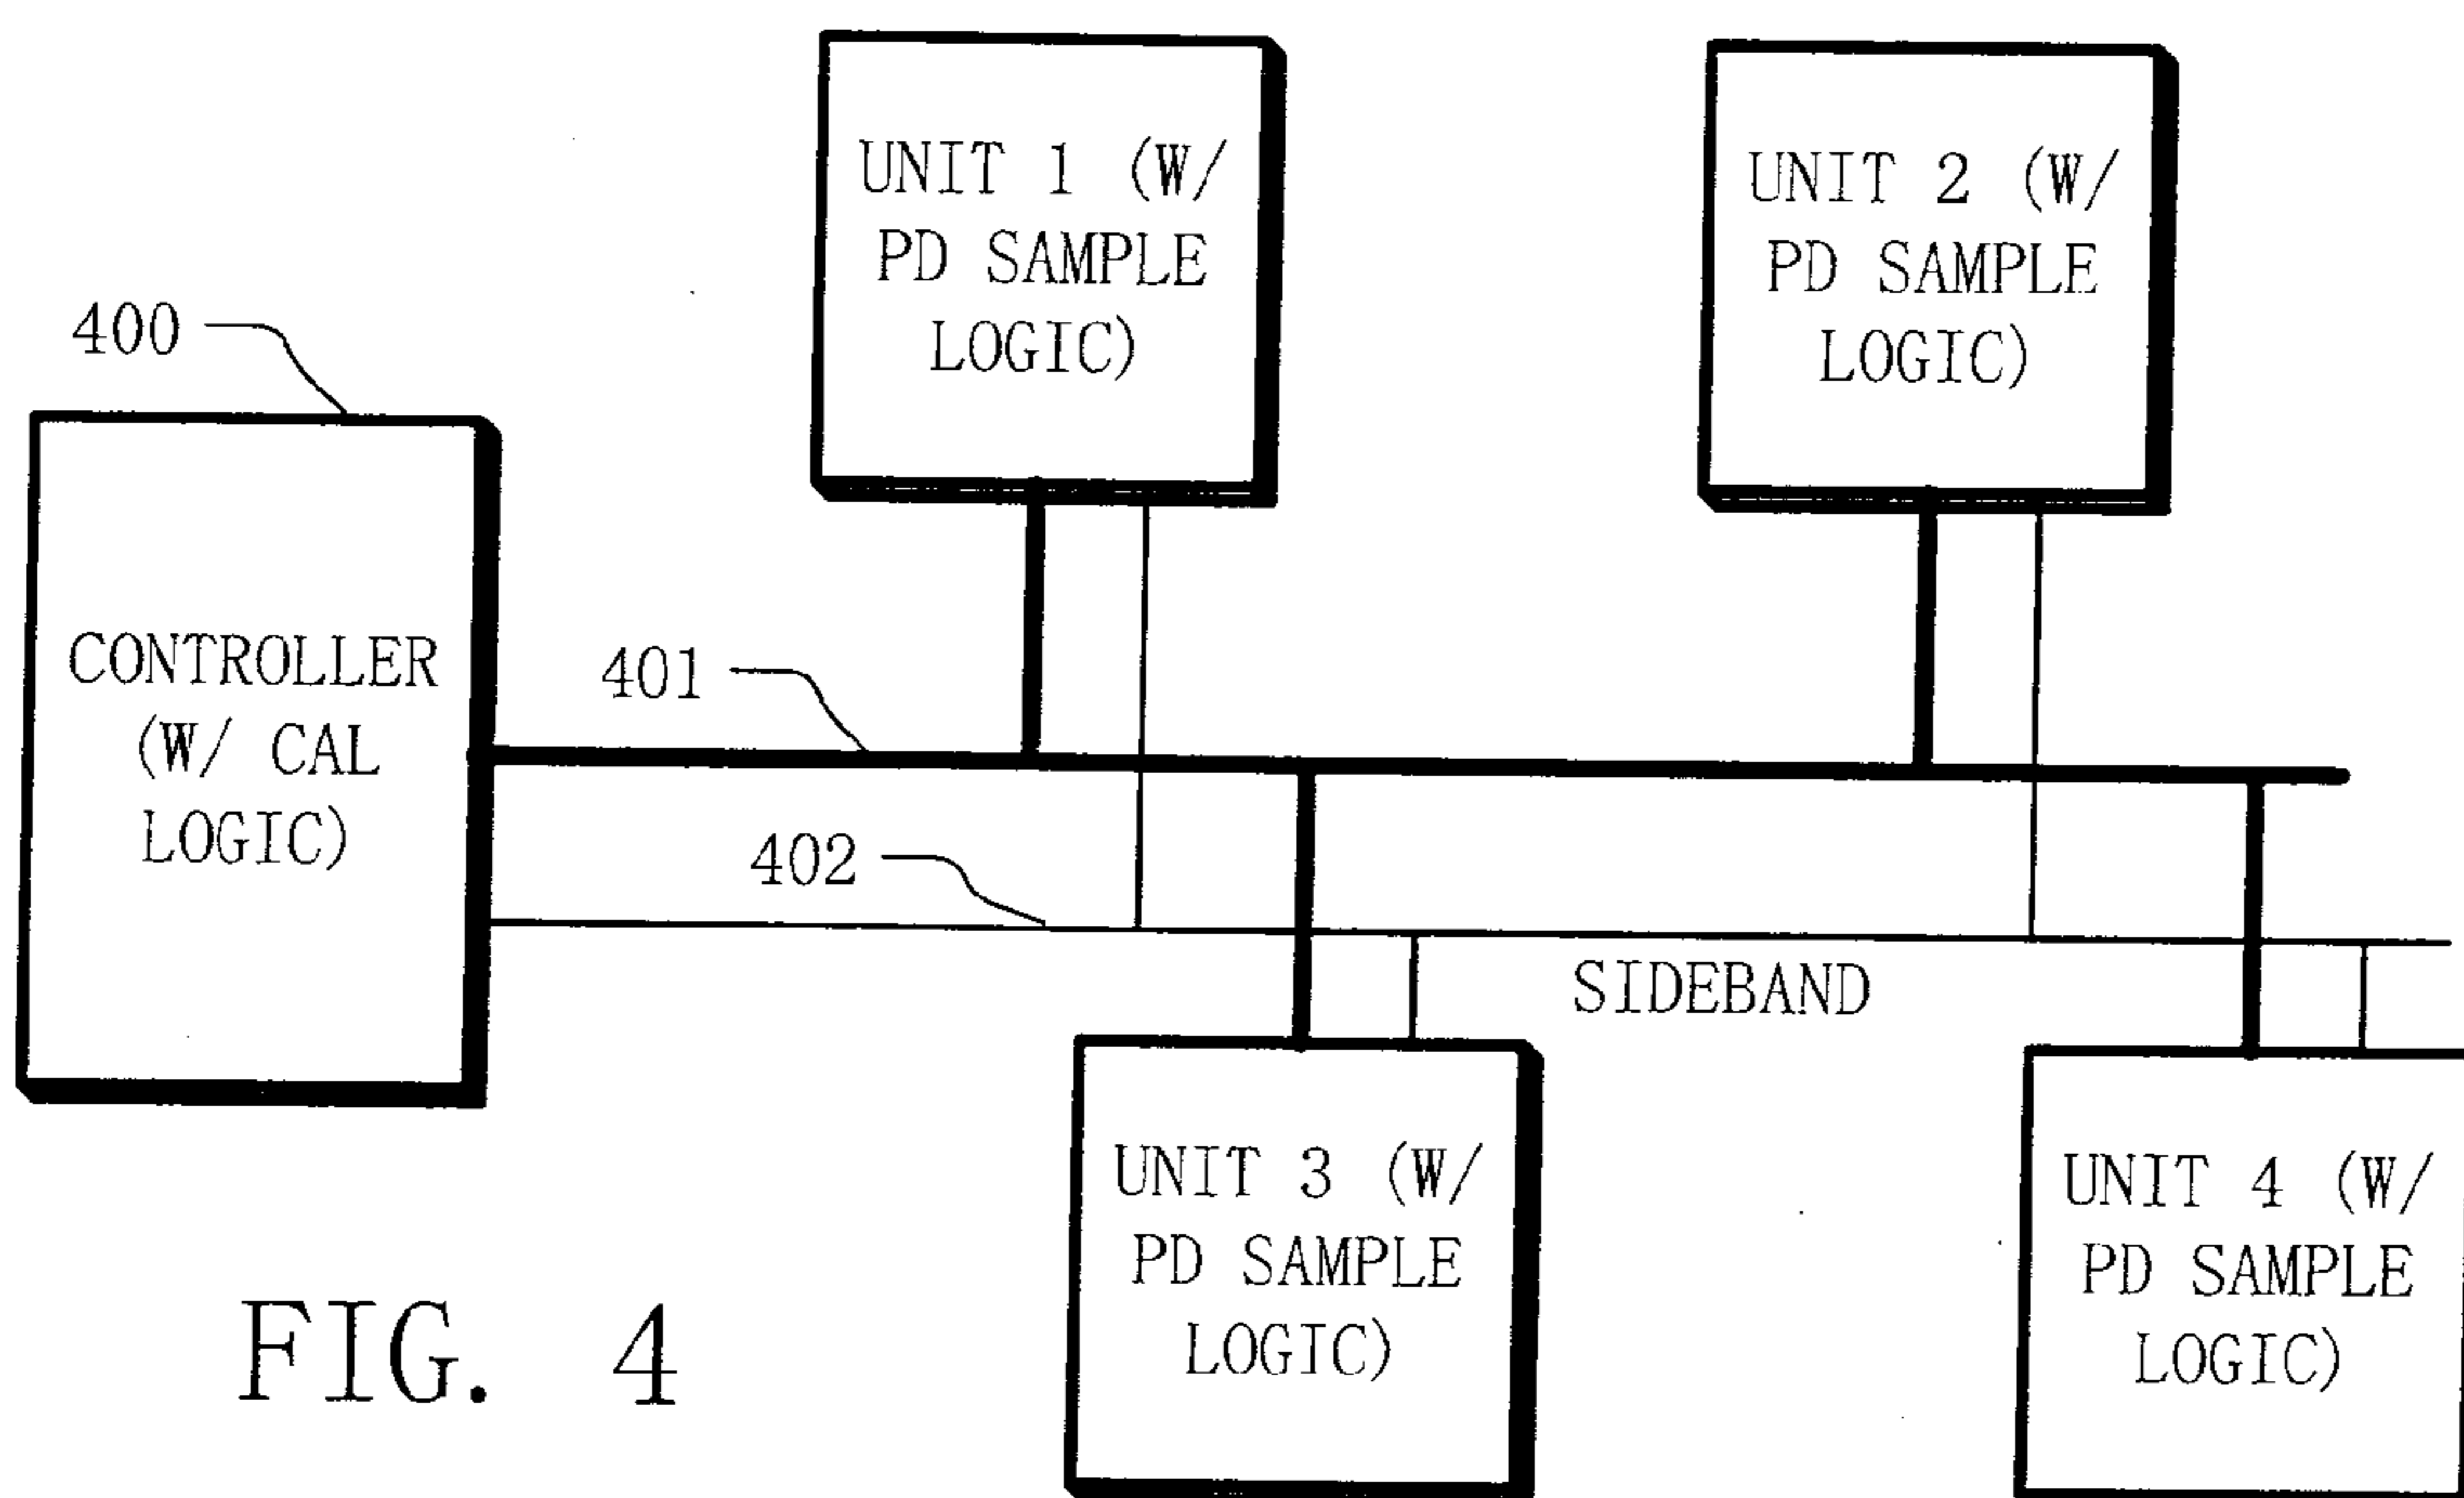 UNIT 1 (W/
PD SAMPLE
LOGIC)
UNIT 2 (W/
PD SAMPLE
LOGIC)
400
CONTROLLER
(W/ CAL
LOGIC)
401
402
SIDEBAND
UNIT 3 (W/
PD SAMPLE
LOGIC)
UNIT 4 (W/
PD SAMPLE
LOGIC)
FIG. 4